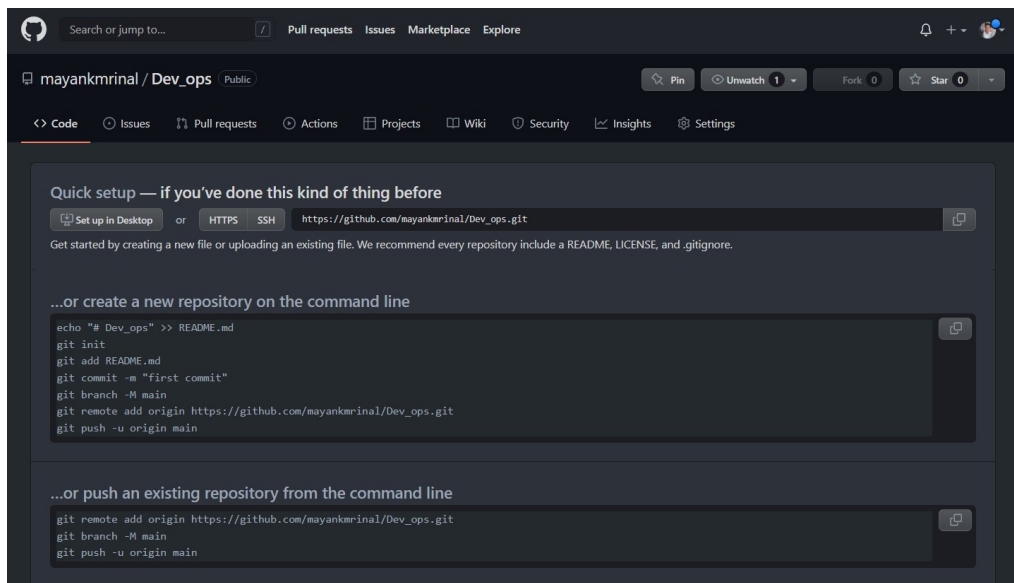 Search or jump to... / Pull requests Issues Marketplace Explore
mayankmrinal / Dev_ops Public Pin Unwatch 1 Fork 0 Star 0
<> Code Issues Pull requests Actions Projects Wiki Security Insights Settings
Quick setup — if you've done this kind of thing before
Set up in Desktop or HTTPS SSH https://github.com/mayankmrinal/Dev_ops.git
Get started by creating a new file or uploading an existing file. We recommend every repository include a README, LICENSE, and .gitignore.
...or create a new repository on the command line
echo "# Dev_ops" >> README.md
git init
git add README.md
git commit -m "first commit"
git branch -M main
git remote add origin https://github.com/mayankmrinal/Dev_ops.git
git push -u origin main
...or push an existing repository from the command line
git remote add origin https://github.com/mayankmrinal/Dev_ops.git
git branch -M main
git push -u origin main